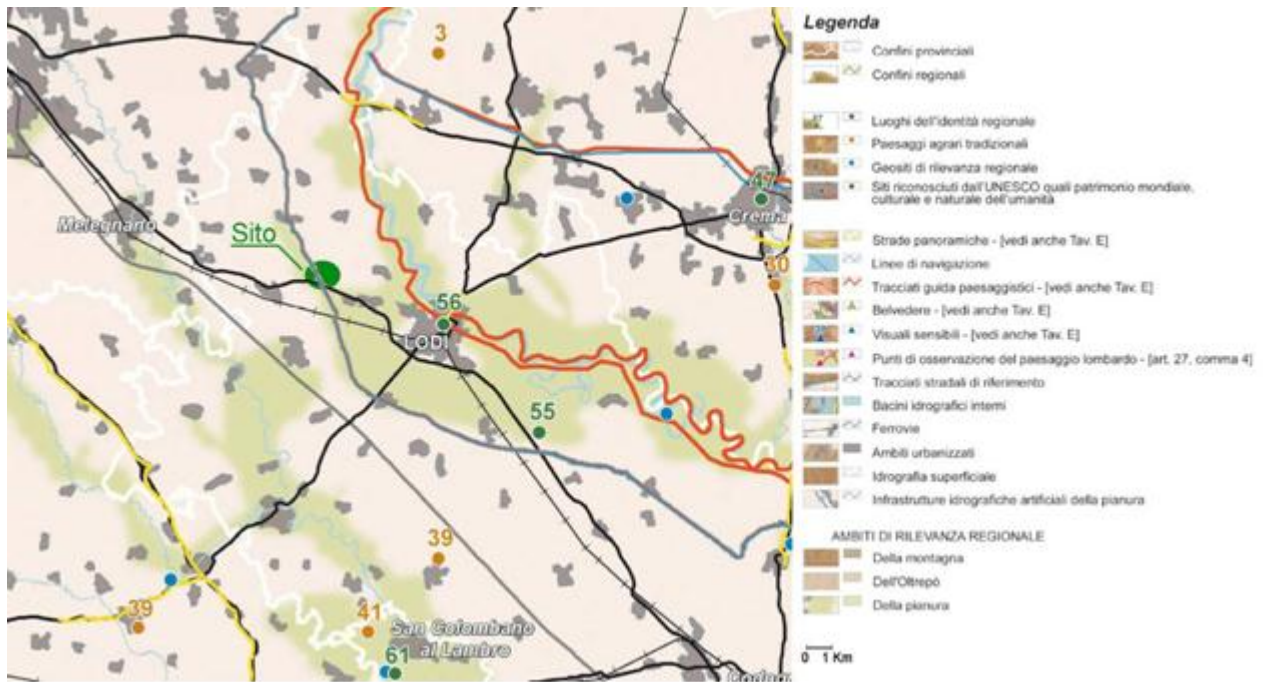 3
47
Crema
Melegnano
Sito
30
56
LODI
55
39
39
41
San Colombano
al Lambro
61
Legenda
Confini provinciali
Confini regionali
Luoghi dell'identità regionale
Paesaggi agrari tradizionali
Geositi di rilevanza regionale
Siti riconosciuti dall'UNESCO quali patrimonio mondiale,
culturale e naturale dell'umanità
Strade panoramiche - [vedi anche Tav. E]
Linee di navigazione
Tracciati guida paesaggistici - [vedi anche Tav. E]
Belvedere - [vedi anche Tav. E]
Visuali sensibili - [vedi anche Tav. E]
Punti di osservazione del paesaggio lombardo - [art. 27, comma 4]
Tracciati stradali di riferimento
Bacini idrografici interni
Ferrovie
Ambiti urbanizzati
Idrografia superficiale
Infrastrutture idrografiche artificiali della pianura
AMBITI DI RILEVANZA REGIONALE
Della montagna
Dell'Oltrepò
Della pianura
0 1 Km